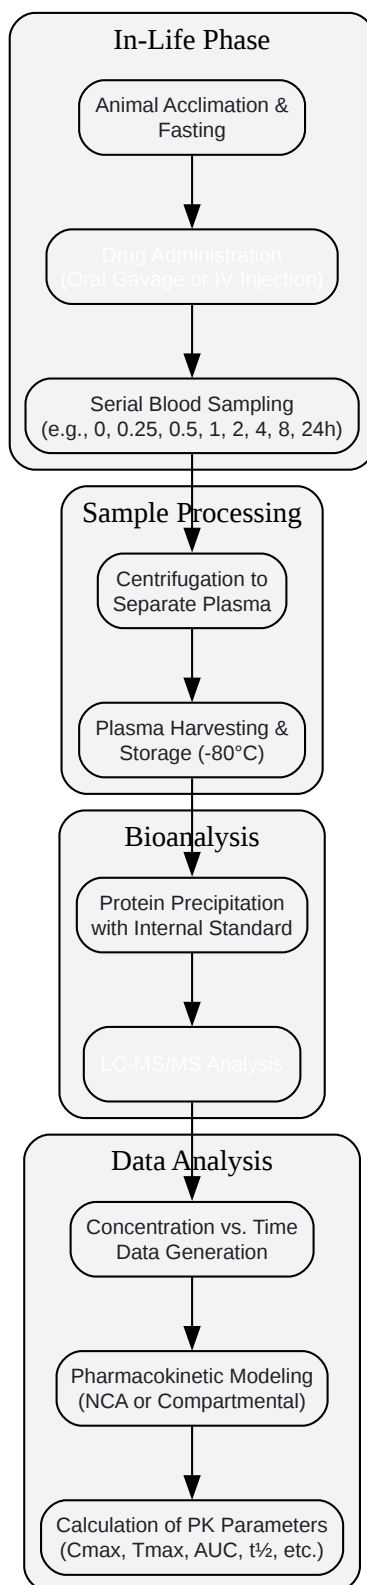 In-Life Phase
Animal Acclimation &
Fasting
Drug Administration
(Oral Gavage or IV Injection)
Serial Blood Sampling
(e.g., 0, 0.25, 0.5, 1, 2, 4, 8, 24h)
Sample Processing
Centrifugation to
Separate Plasma
Plasma Harvesting &
Storage (-80°C)
Bioanalysis
Protein Precipitation
with Internal Standard
LC-MS/MS Analysis
Data Analysis
Concentration vs. Time
Data Generation
Pharmacokinetic Modeling
(NCA or Compartmental)
Calculation of PK Parameters
(Cmax, Tmax, AUC, t½, etc.)